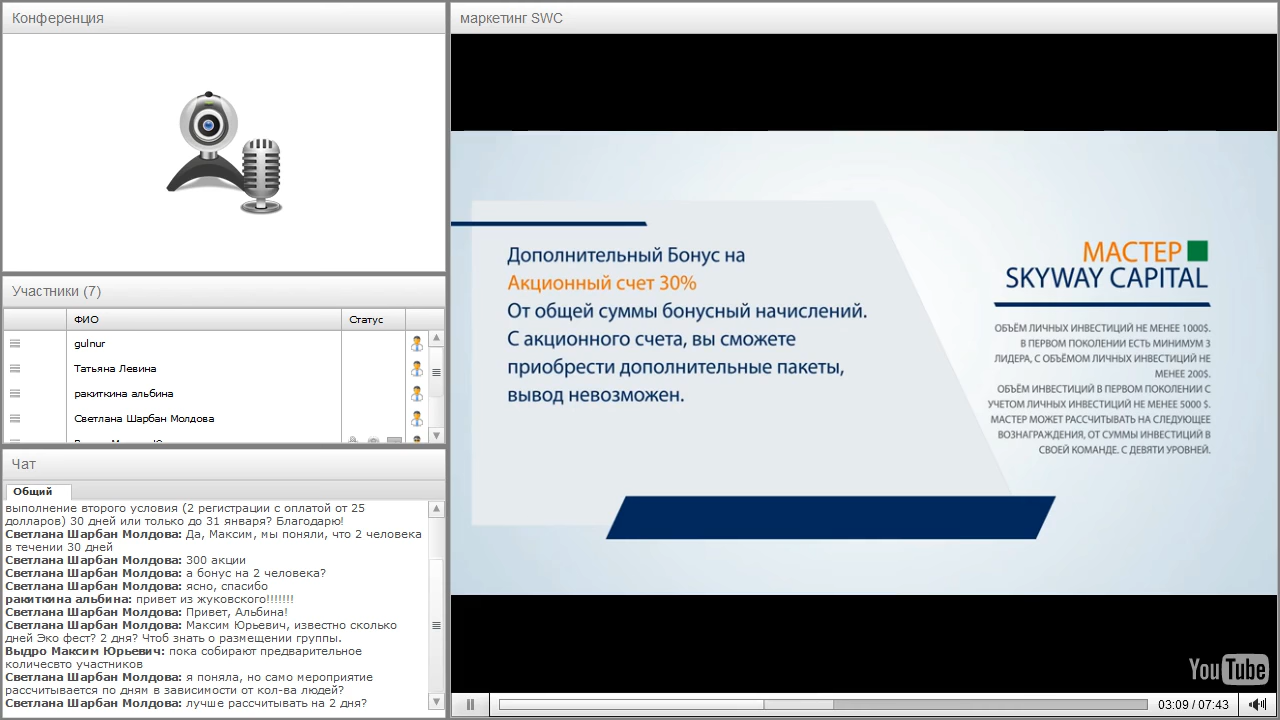 Конференция
Участники (7)
ФИО Статус
gulnur
Татьяна Левина
ракиткина альбина
Светлана Шарбан Молдова
Чат
Общий
выполнение второго условия (2 регистрации с оплатой от 25
долларов) 30 дней или только до 31 января? Благодарю!
Светлана Шарбан Молдова: Да, Максим, мы поняли, что 2 человека
в течении 30 дней
Светлана Шарбан Молдова: 300 акции
Светлана Шарбан Молдова: а бонус на 2 человека?
Светлана Шарбан Молдова: ясно, спасибо
ракиткина альбина: привет из жуковского!!!!!!!
Светлана Шарбан Молдова: Привет, Альбина!
Светлана Шарбан Молдова: Максим Юрьевич, известно сколько
дней Эко фест? 2 дня? Чтоб знать о размещении группы.
Выдро Максим Юрьевич: пока собирают предварительное
количесвто участников
Светлана Шарбан Молдова: я поняла, но само мероприятие
рассчитывается по дням в зависимости от кол-ва людей?
Светлана Шарбан Молдова: лучше рассчитывать на 2 дня?
маркетинг SWC
Дополнительный Бонус на
Акционный счет 30%
От общей суммы бонусный начислений.
С акционного счета, вы сможете
приобрести дополнительные пакеты,
вывод невозможен.
МАСТЕР
SKYWAY CAPITAL
ОБЪЁМ ЛИЧНЫХ ИНВЕСТИЦИЙ НЕ МЕНЕЕ 1000$.
В ПЕРВОМ ПОКОЛЕНИИ ЕСТЬ МИНИМУМ 3
ЛИДЕРА, С ОБЪЁМОМ ЛИЧНЫХ ИНВЕСТИЦИЙ НЕ
МЕНЕЕ 200$.
ОБЪЁМ ИНВЕСТИЦИЙ В ПЕРВОМ ПОКОЛЕНИИ С
УЧЕТОМ ЛИЧНЫХ ИНВЕСТИЦИЙ НЕ МЕНЕЕ 5000 $.
МАСТЕР МОЖЕТ РАССЧИТЫВАТЬ НА СЛЕДУЮЩЕЕ
ВОЗНАГРАЖДЕНИЯ, ОТ СУММЫ ИНВЕСТИЦИЙ В
СВОЕЙ КОМАНДЕ. С ДЕВЯТИ УРОВНЕЙ.
YouTube
03:09 / 07:43